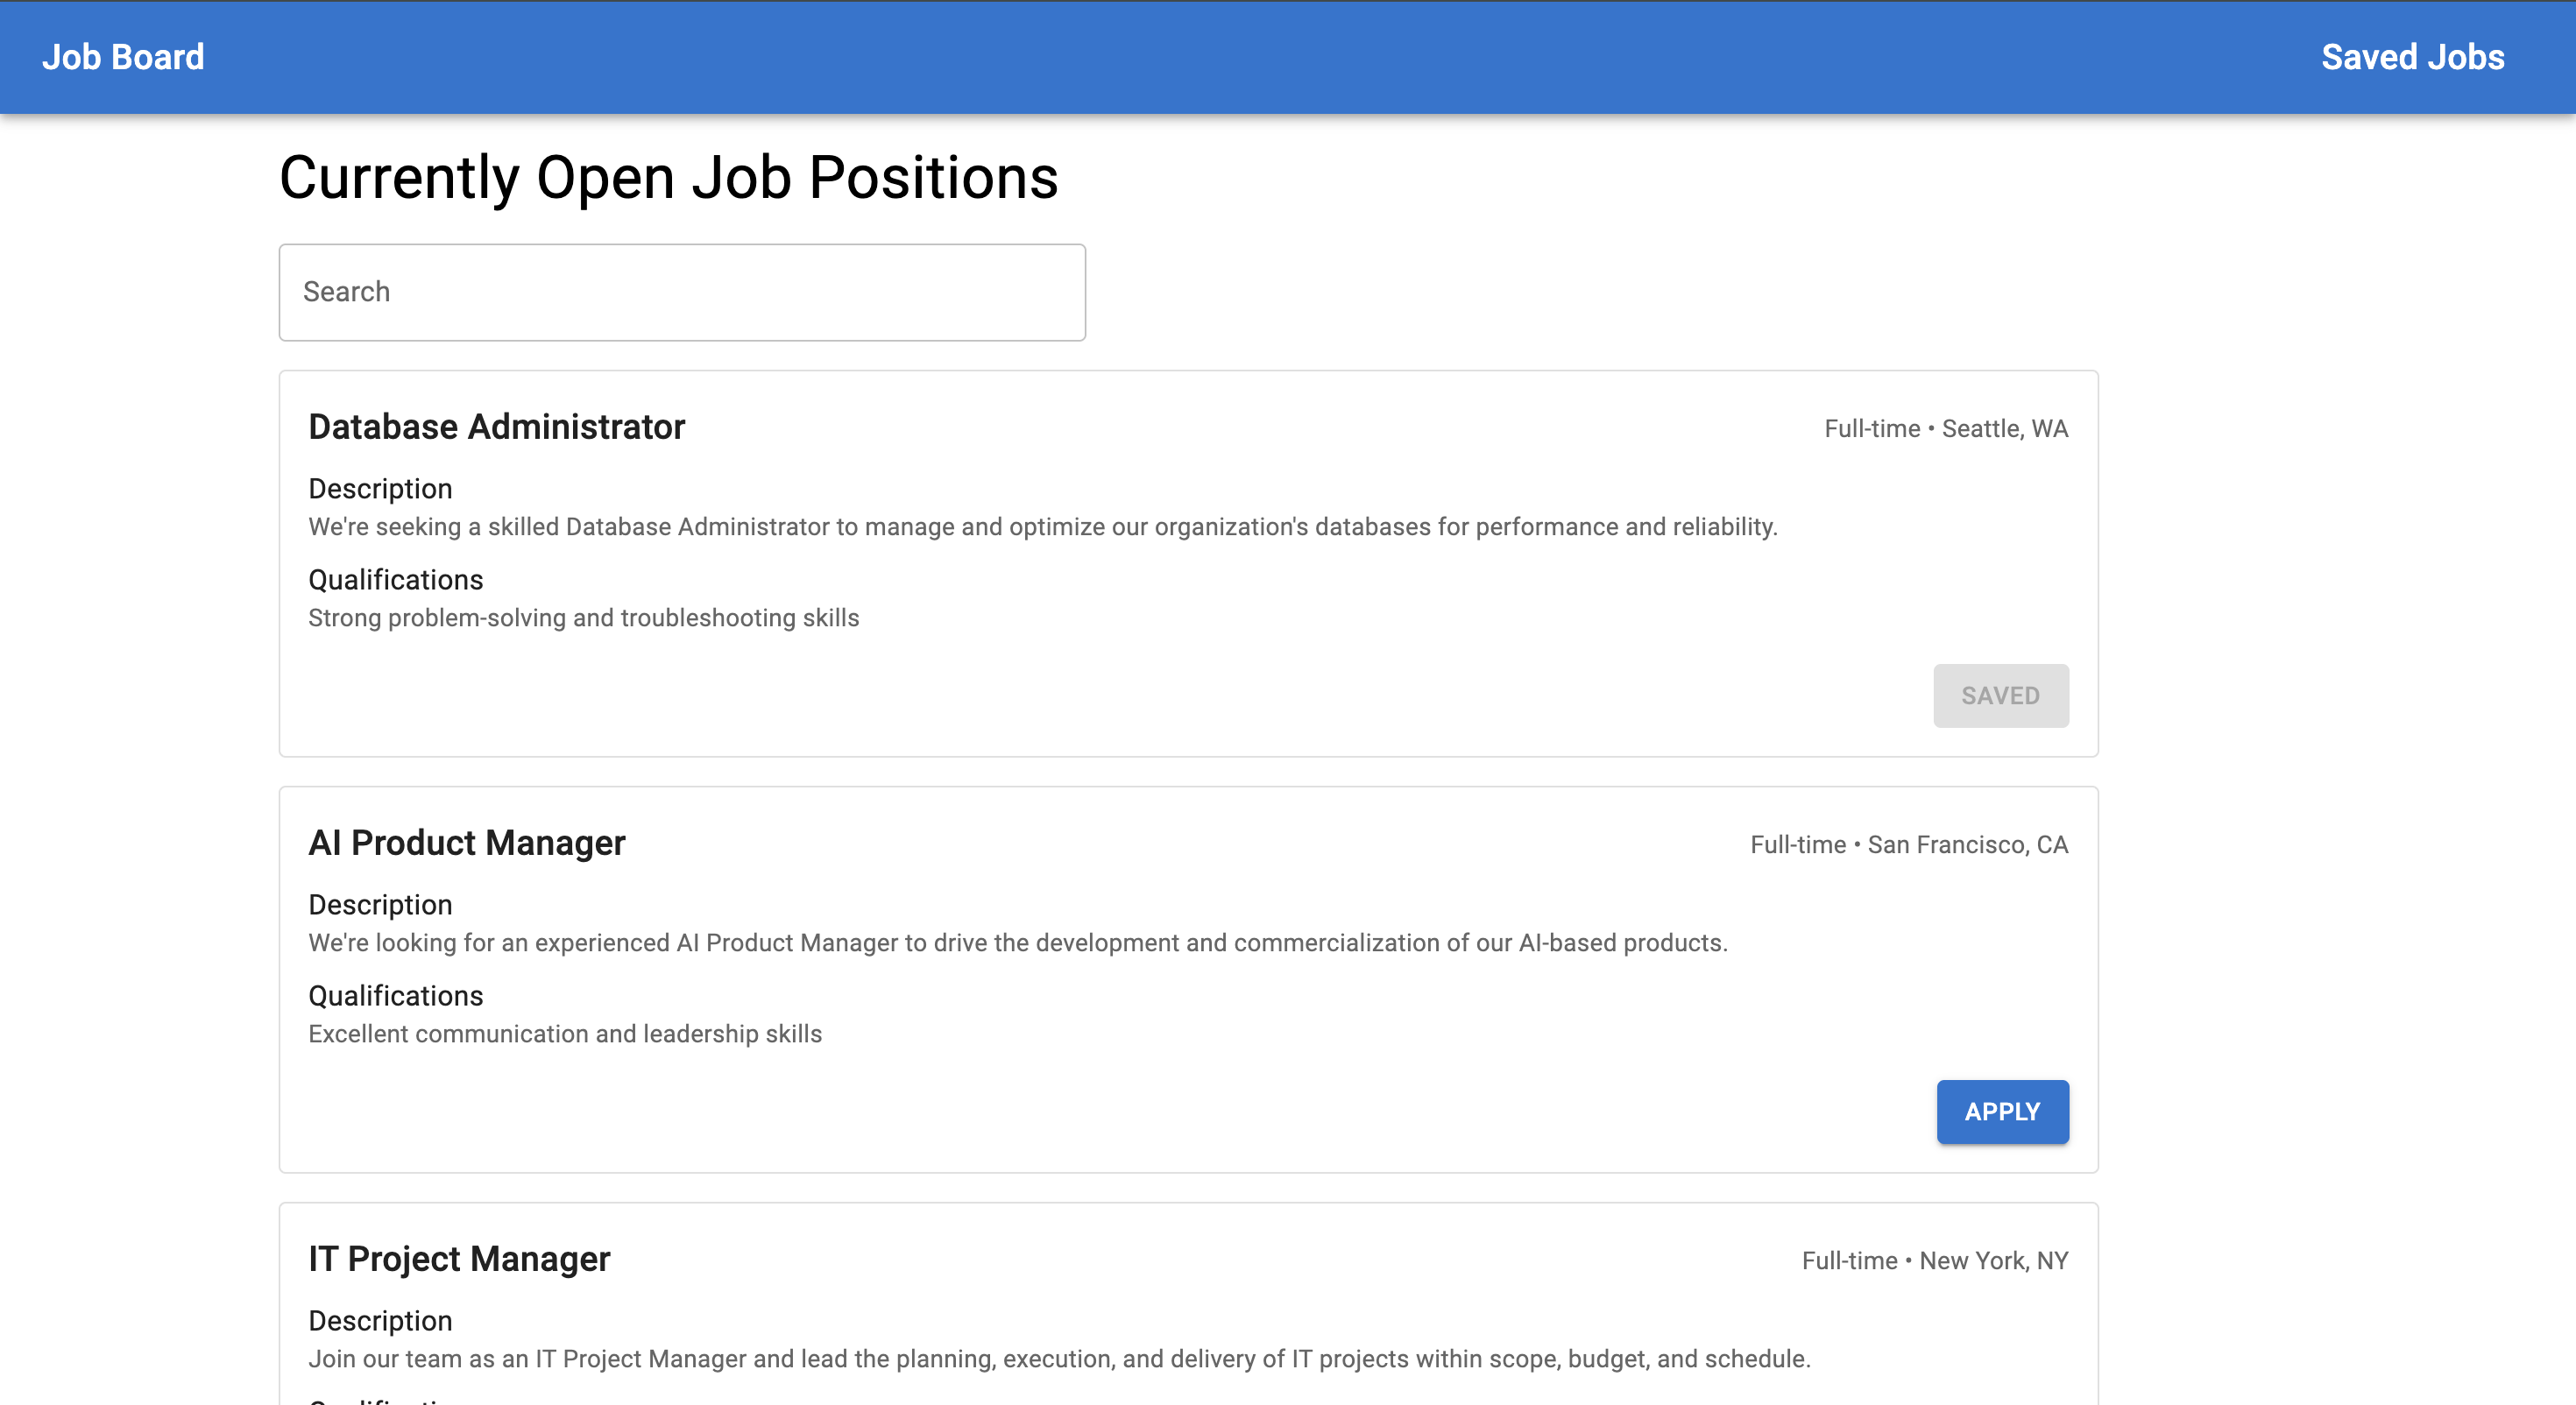 Job Board
Saved Jobs
Currently Open Job Positions
Search
Database Administrator
Full-time • Seattle, WA
Description
We're seeking a skilled Database Administrator to manage and optimize our organization's databases for performance and reliability.
Qualifications
Strong problem-solving and troubleshooting skills
SAVED
AI Product Manager
Full-time • San Francisco, CA
Description
We're looking for an experienced AI Product Manager to drive the development and commercialization of our AI-based products.
Qualifications
Excellent communication and leadership skills
APPLY
IT Project Manager
Full-time • New York, NY
Description
Join our team as an IT Project Manager and lead the planning, execution, and delivery of IT projects within scope, budget, and schedule.